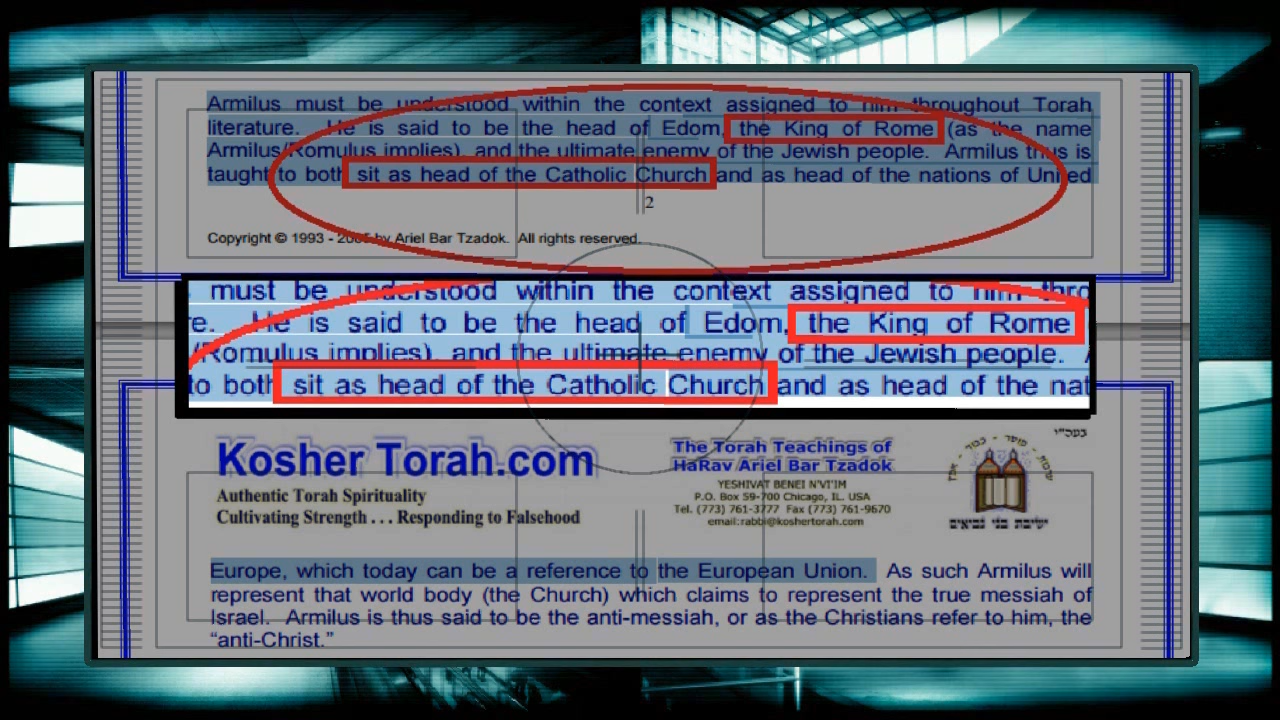 Armilus must be understood within the context assigned to him throughout Torah
literature. He is said to be the head of Edom, the King of Rome (as the name
Armilus/Romulus implies), and the ultimate enemy of the Jewish people. Armilus thus is
taught to both sit as head of the Catholic Church and as head of the nations of United
2
Copyright © 1993 - by Ariel Bar Tzadok. All rights reserved.
must be understood within the context assigned to him thro
re. He is said to be the head of Edom, the King of Rome
/Romulus implies), and the ultimate enemy of the Jewish people.
to both sit as head of the Catholic Church and as head of the nat
Kosher Torah.com
Authentic Torah Spirituality
Cultivating Strength . . . Responding to Falsehood
The Torah Teachings of
HaRav Ariel Bar Tzadok
YESHIVAT BENEI N'VI'IM
P.O. Box 59-700 Chicago, IL. USA
Tel. (773) 761-3777 Fax (773) 761-9670
email:rabbi@koshertorah.com
בסה"י
ישיבת בני נביאים
Europe, which today can be a reference to the European Union. As such Armilus will
represent that world body (the Church) which claims to represent the true messiah of
Israel. Armilus is thus said to be the anti-messiah, or as the Christians refer to him, the
“anti-Christ.”